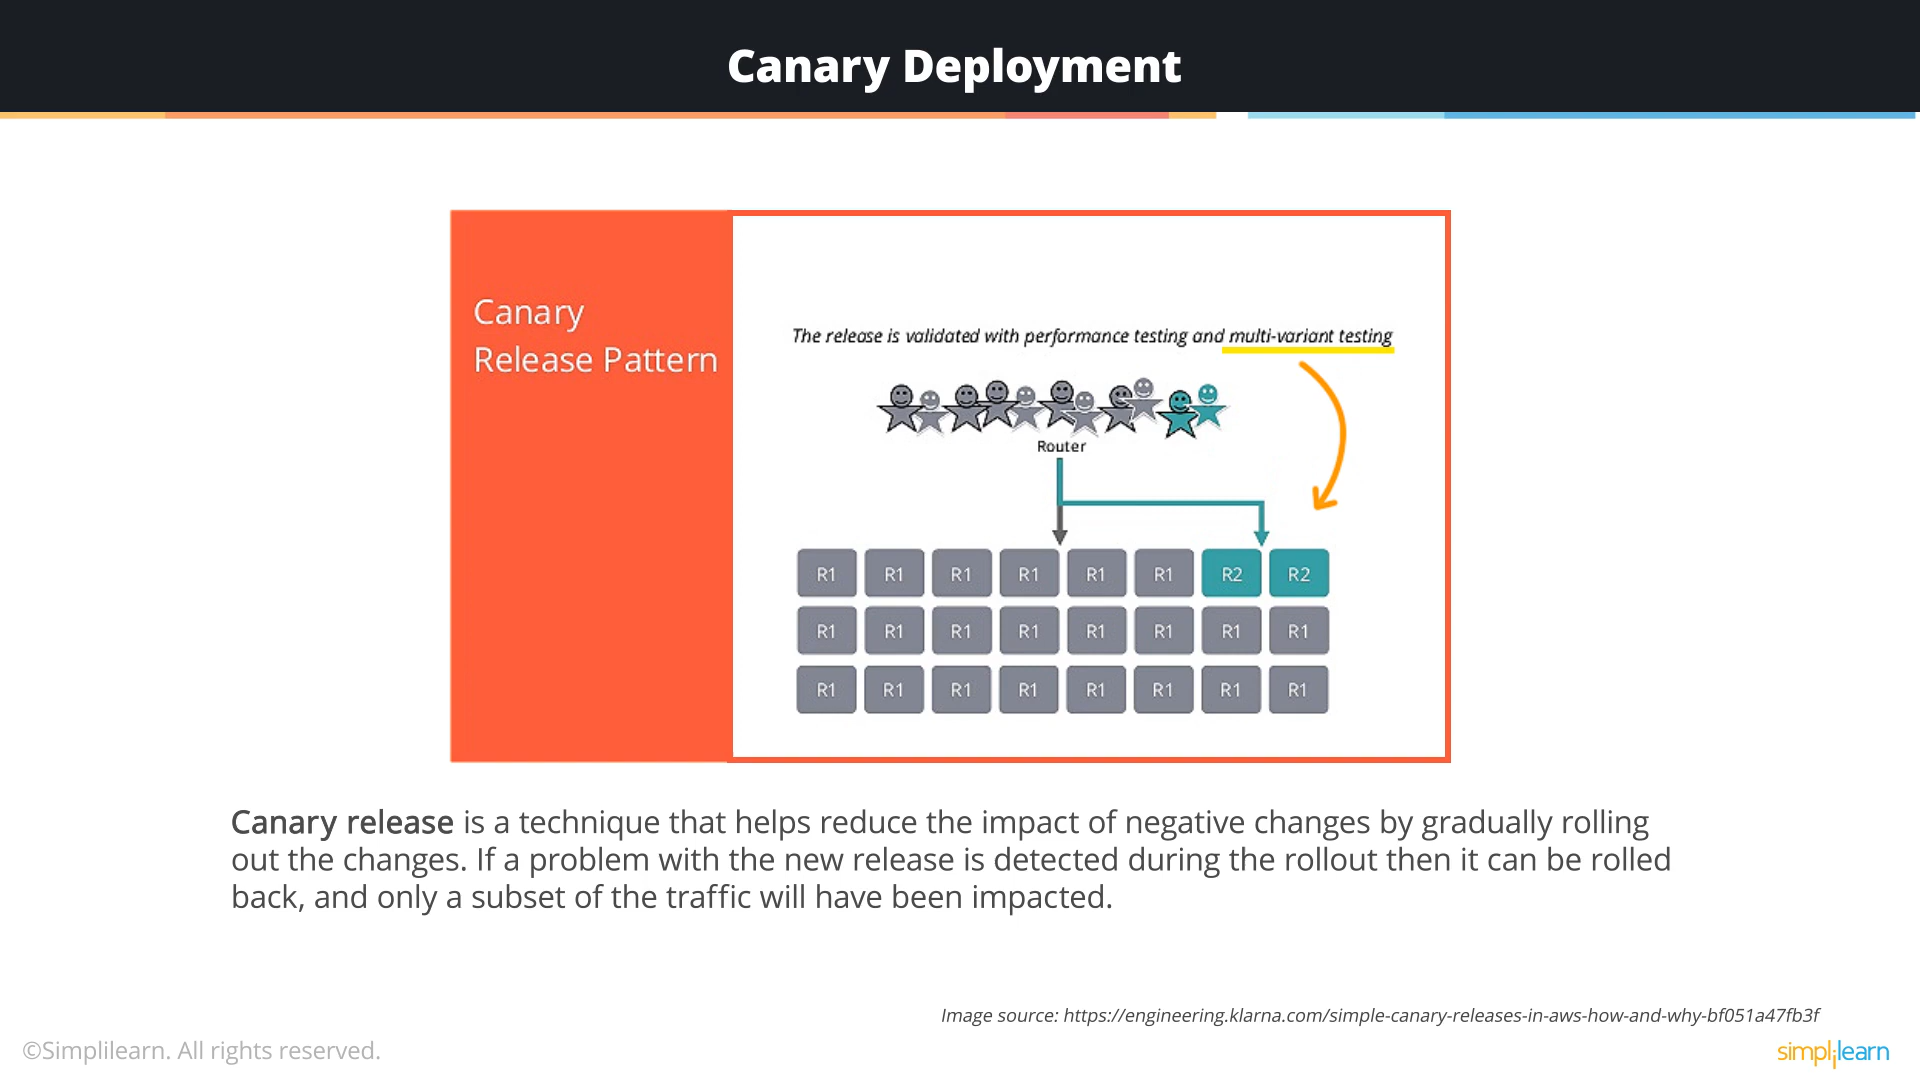 Canary Deployment
Canary
Release Pattern
The release is validated with performance testing and multi-variant testing
Router
R1 R1 R1 R1 R1 R1 R2 R2
R1 R1 R1 R1 R1 R1 R1 R1
R1 R1 R1 R1 R1 R1 R1 R1
Canary release is a technique that helps reduce the impact of negative changes by gradually rolling
out the changes. If a problem with the new release is detected during the rollout then it can be rolled
back, and only a subset of the traffic will have been impacted.
Image source: https://engineering.klarna.com/simple-canary-releases-in-aws-how-and-why-bf051a47fb3f
©Simplilearn. All rights reserved.
simplilearn